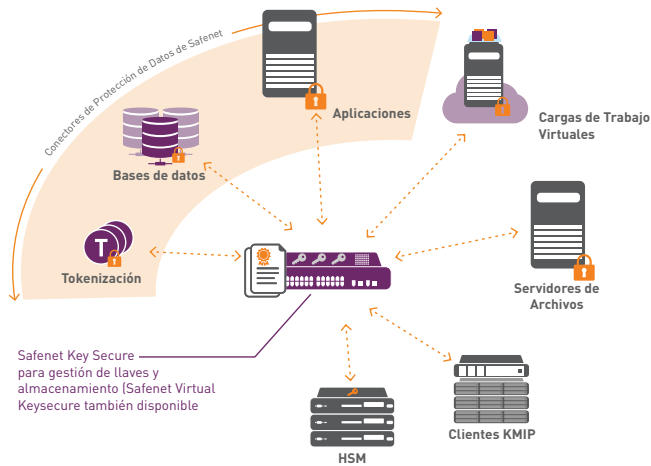 Conectores de Protección de Datos de Safenet
Aplicaciones
Cargas de Trabajo
Virtuales
Bases de datos
T
Tokenización
Servidores de
Archivos
Safenet Key Secure
para gestión de llaves y
almacenamiento (Safenet Virtual
Keysecure también disponible
Clientes KMIP
HSM